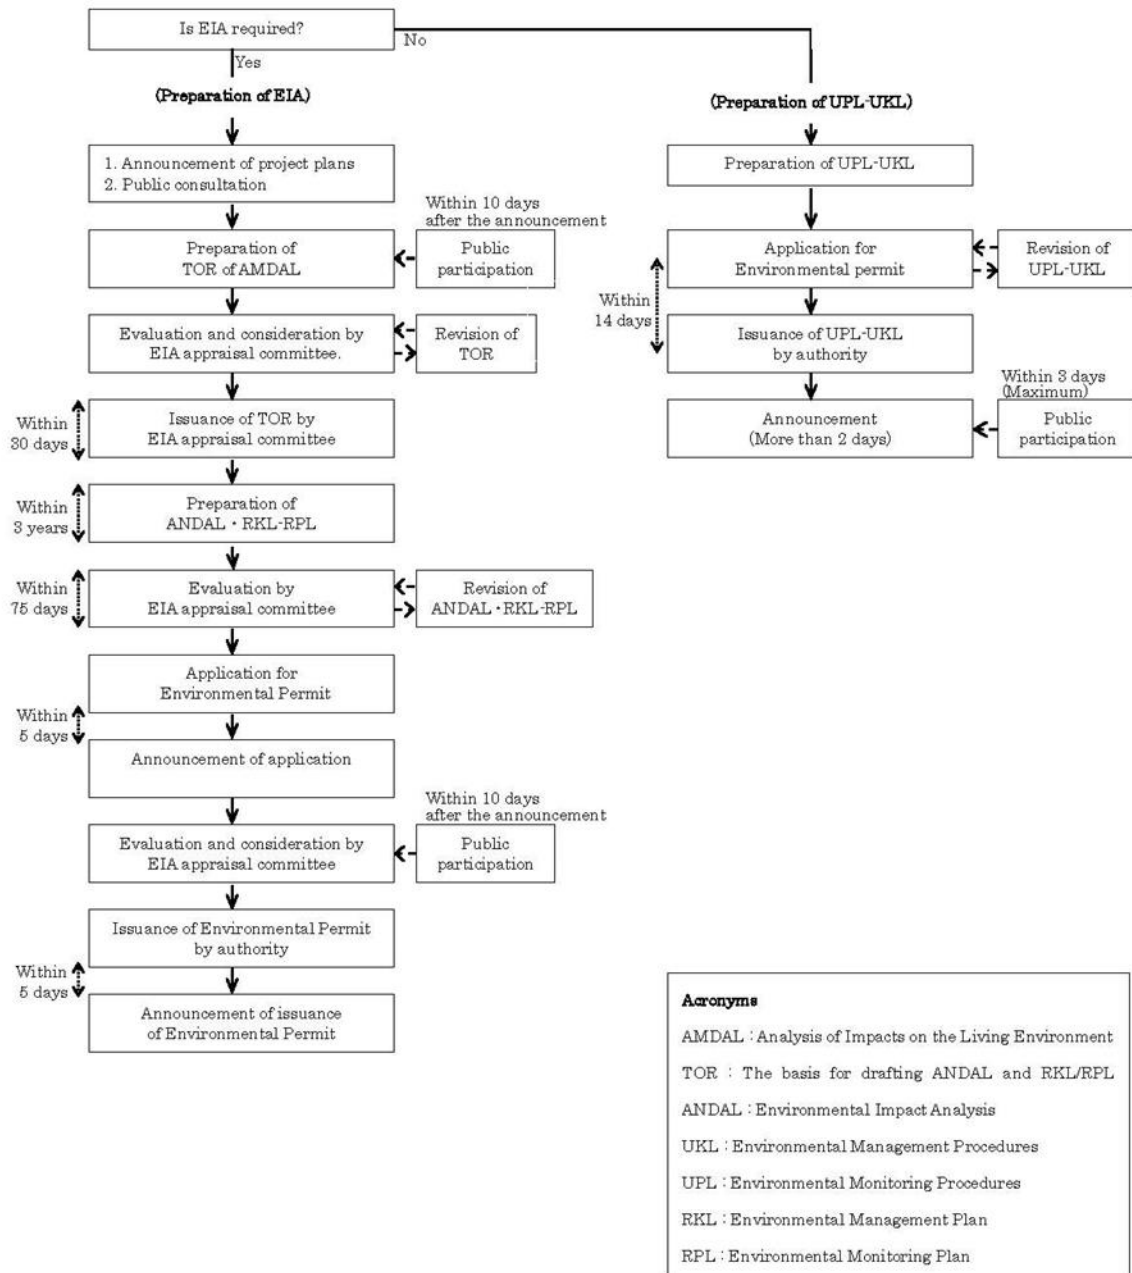 Is EIA required?
No
Yes
(Preparation of EIA)
1. Announcement of project plans
2. Public consultation
Within 10 days
after the announcement
Preparation of
TOR of AMDAL
Public
participation
Evaluation and consideration by
EIA appraisal committee.
Revision of
TOR
Within
30 days
Issuance of TOR by
EIA appraisal committee
Within
3 years
Preparation of
ANDAL・RKL-RPL
Within
75 days
Evaluation by
EIA appraisal committee
Revision of
ANDAL・RKL-RPL
Application for
Environmental Permit
Within
5 days
Announcement of application
Within 10 days
after the announcement
Evaluation and consideration by
EIA appraisal committee
Public
participation
Issuance of Environmental Permit
by authority
Within
5 days
Announcement of issuance
of Environmental Permit
(Preparation of UPL-UKL)
Preparation of UPL-UKL
Application for
Environmental permit
Revision of
UPL-UKL
Within
14 days
Issuance of UPL-UKL
by authority
Within 3 days
(Maximum)
Announcement
(More than 2 days)
Public
participation
Acronyms
AMDAL : Analysis of Impacts on the Living Environment
TOR : The basis for drafting ANDAL and RKL/RPL
ANDAL : Environmental Impact Analysis
UKL : Environmental Management Procedures
UPL : Environmental Monitoring Procedures
RKL : Environmental Management Plan
RPL : Environmental Monitoring Plan